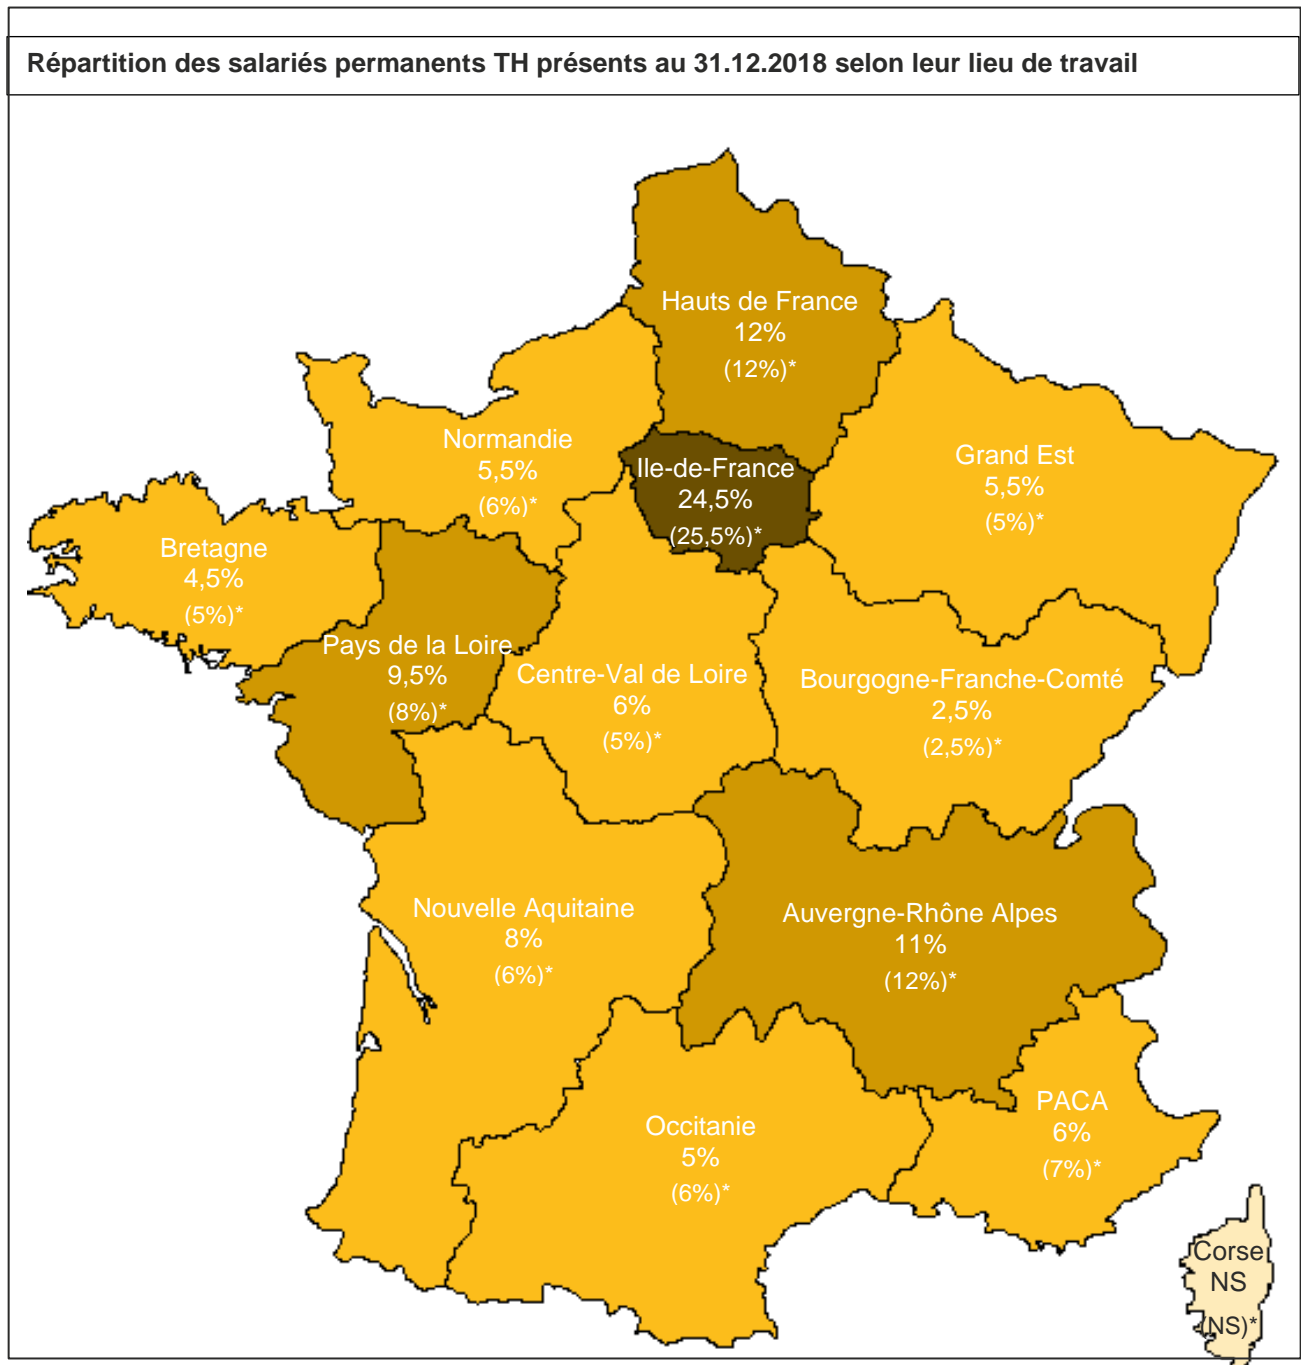 Répartition des salariés permanents TH présents au 31.12.2018 selon leur lieu de travail
Hauts de France
12%
(12%)*
Normandie
5,5%
(6%)*
Ile-de-France
24,5%
(25,5%)*
Grand Est
5,5%
(5%)*
Bretagne
4,5%
(5%)*
Pays de la Loire
9,5%
(8%)*
Centre-Val de Loire
6%
(5%)*
Bourgogne-Franche-Comté
2,5%
(2,5%)*
Nouvelle Aquitaine
8%
(6%)*
Auvergne-Rhône Alpes
11%
(12%)*
Occitanie
5%
(6%)*
PACA
6%
(7%)*
Corse
NS
(NS)*